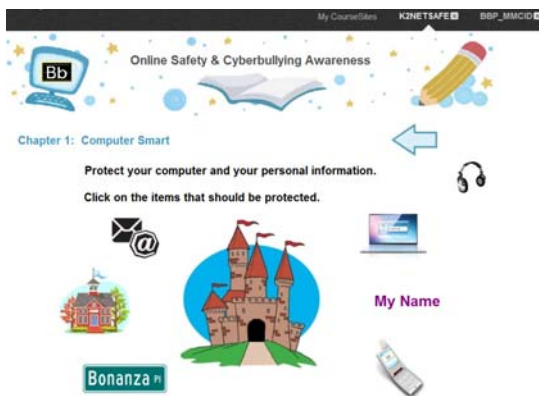 My CourseSites K2NETSAFE BBP_MMCID
Bb
Online Safety & Cyberbullying Awareness
Chapter 1: Computer Smart
Protect your computer and your personal information.
Click on the items that should be protected.
@
My Name
Bonanza Pl